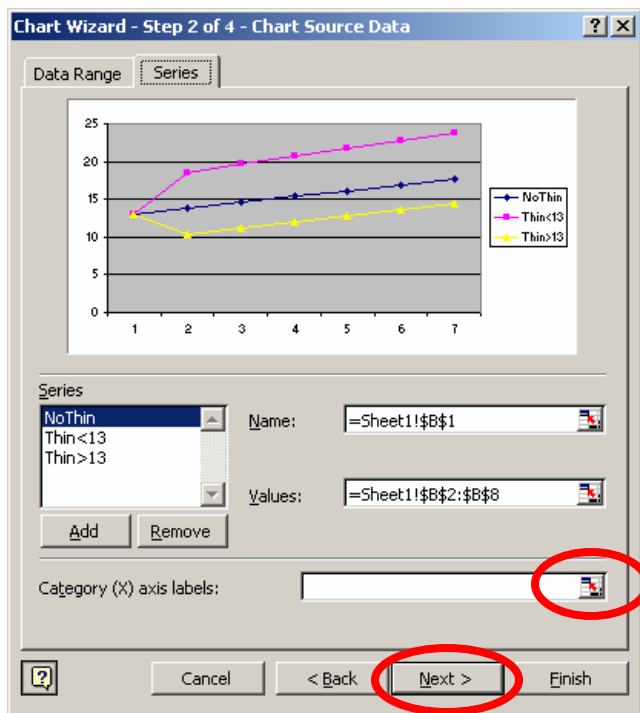 Chart Wizard - Step 2 of 4 - Chart Source Data ?
Data Range Series
25
20
15
10
5
0
1 2 3 4 5 6 7
NoThin
Thin<13
Thin>13
Series
NoThin
Thin<13
Thin>13
Name: =Sheet1!$B$1
Values: =Sheet1!$B$2:$B$8
Add Remove
Category (X) axis labels:
? Cancel < Back Next > Finish